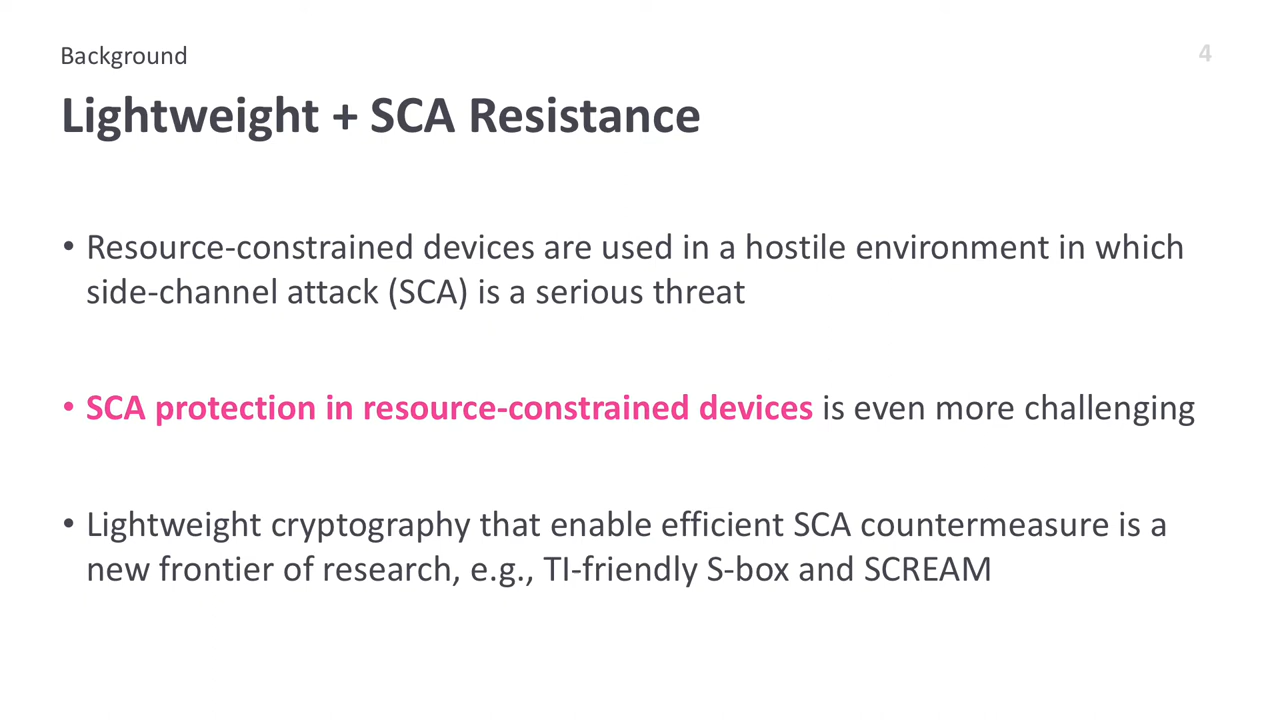 Background
4
Lightweight + SCA Resistance
• Resource-constrained devices are used in a hostile environment in which
side-channel attack (SCA) is a serious threat
• SCA protection in resource-constrained devices is even more challenging
• Lightweight cryptography that enable efficient SCA countermeasure is a
new frontier of research, e.g., TI-friendly S-box and SCREAM